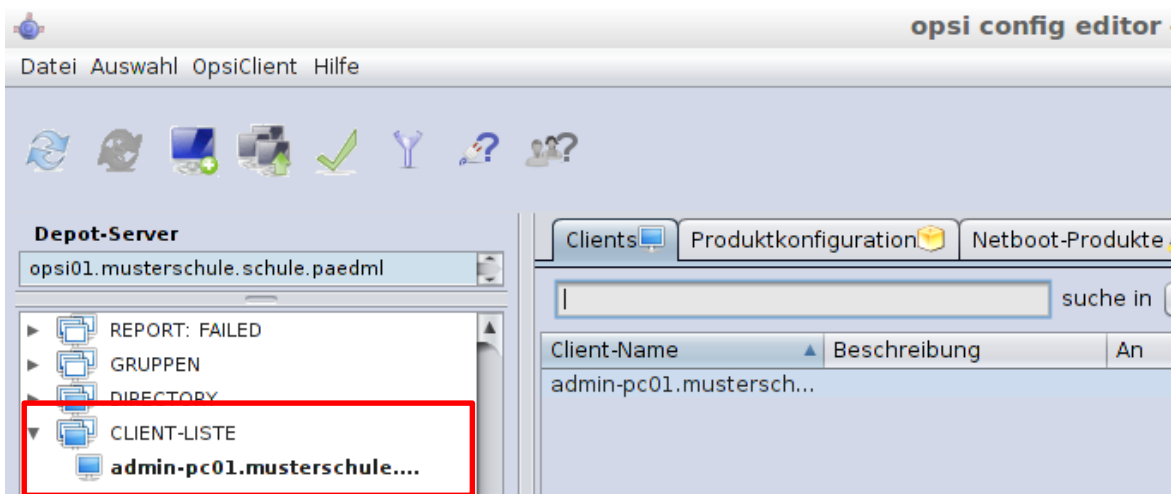 opsi config editor
Datei Auswahl OpsiClient Hilfe
Depot-Server
opsi01.musterschule.schule.paedml
REPORT: FAILED
GRUPPEN
DIRECTORY
CLIENT-LISTE
admin-pc01.musterschule....
Clients Produktkonfiguration Netboot-Produkte
suche in
Client-Name Beschreibung An
admin-pc01.mustersch...